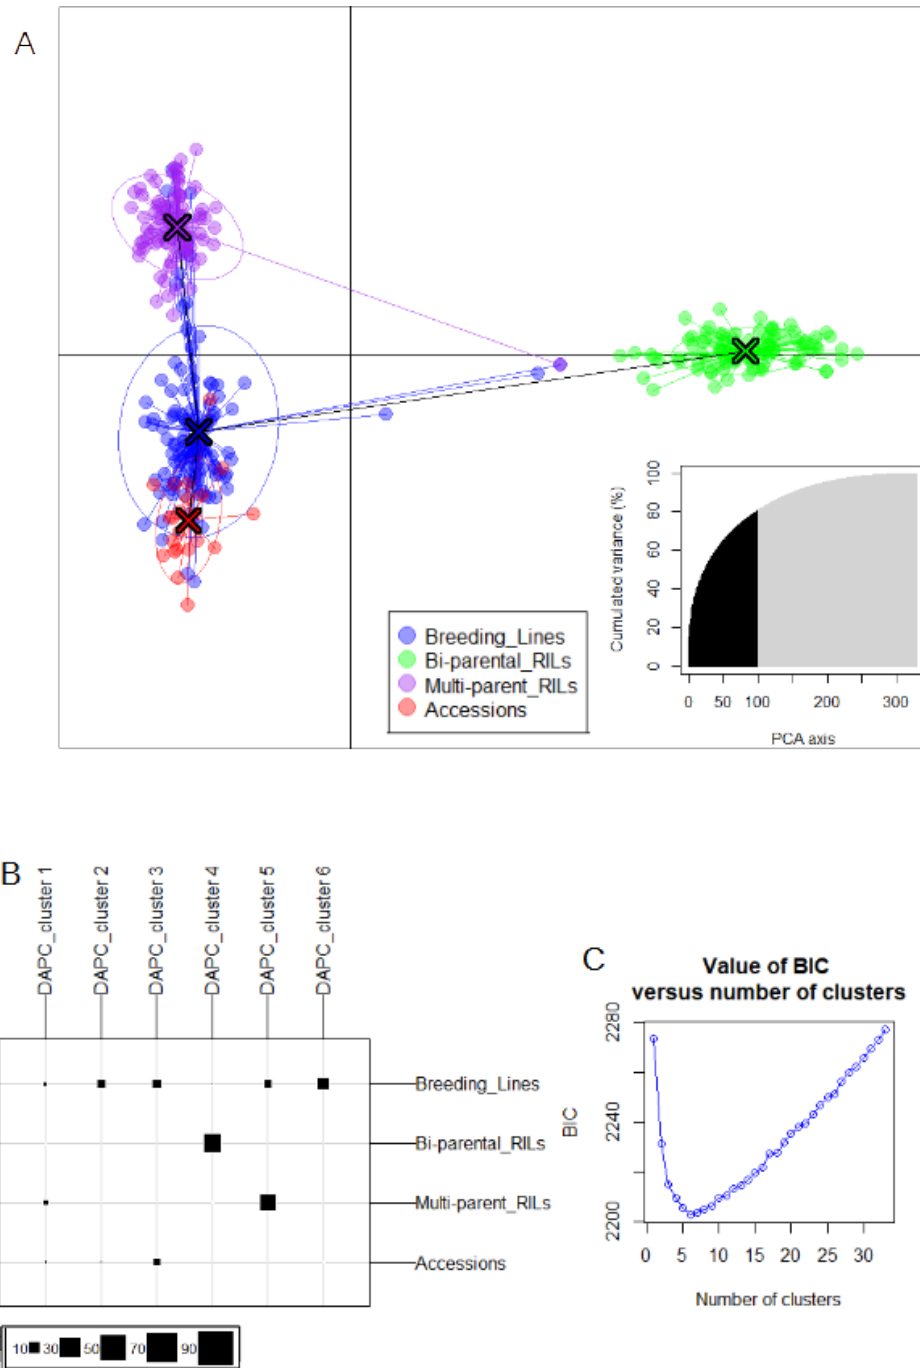 A
Breeding_Lines
Bi-parental_RILs
Multi-parent_RILs
Accessions
Cumulated variance (%)
100
80
60
40
20
0
0 50 100 200 300
PCA axis
B
DAPC_cluster 1
DAPC_cluster 2
DAPC_cluster 3
DAPC_cluster 4
DAPC_cluster 5
DAPC_cluster 6
Breeding_Lines
Bi-parental_RILs
Multi-parent_RILs
Accessions
10 30 50 70 90
C
Value of BIC
versus number of clusters
BIC
2280
2240
2200
0 5 10 15 20 25 30
Number of clusters